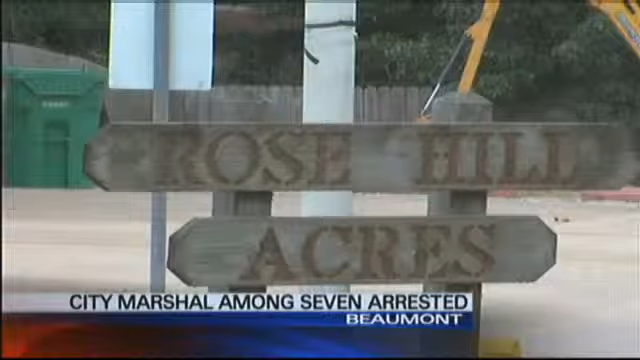 ROSE HILL
ACRES
CITY MARSHAL AMONG SEVEN ARRESTED
BEAUMONT